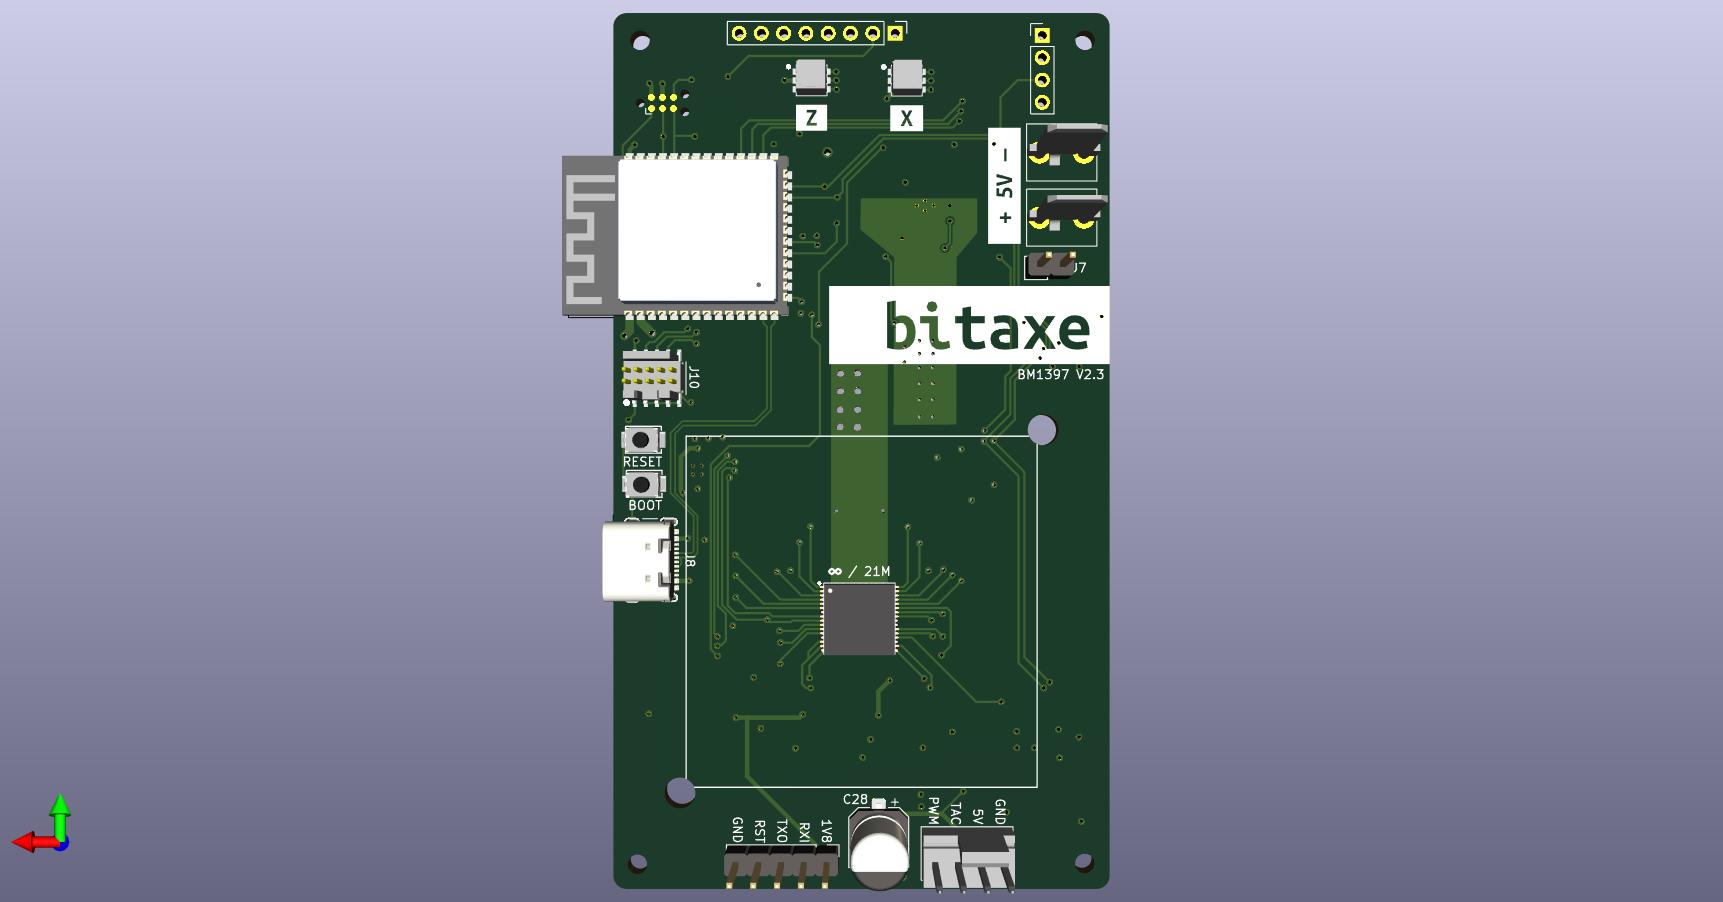 Z
X
+ 5V -
J7
bitaxe
BM1397 V2.3
J10
RESET
BOOT
J8
∞ / 21M
C28
+
PWM
TAC
5V
GND
GND
RST
TXO
RXI
1V8